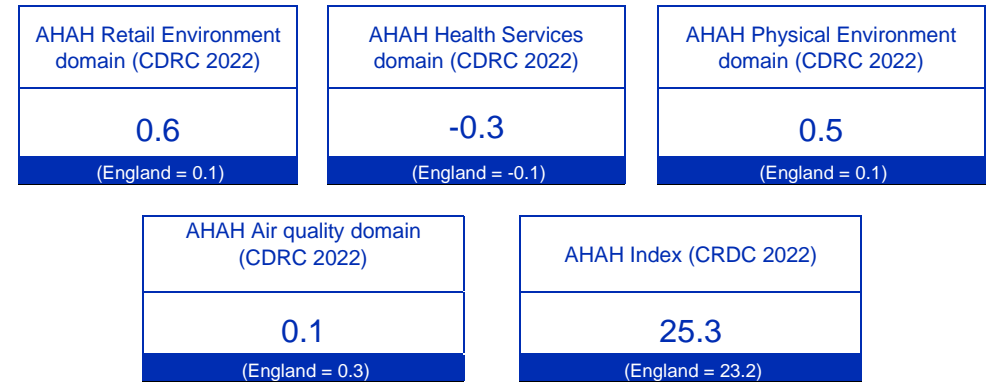 AHAH Retail Environment
domain (CDRC 2022)
0.6
(England = 0.1)
AHAH Health Services
domain (CDRC 2022)
-0.3
(England = -0.1)
AHAH Physical Environment
domain (CDRC 2022)
0.5
(England = 0.1)
AHAH Air quality domain
(CDRC 2022)
0.1
(England = 0.3)
AHAH Index (CRDC 2022)
25.3
(England = 23.2)